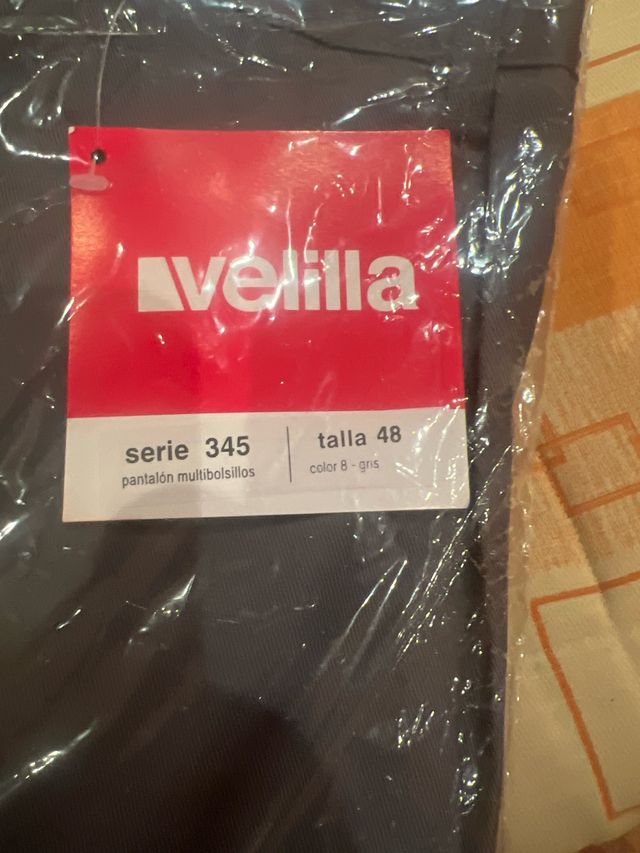 velilla
serie 345
pantalón multibolsillos
talla 48
color 8 - gris